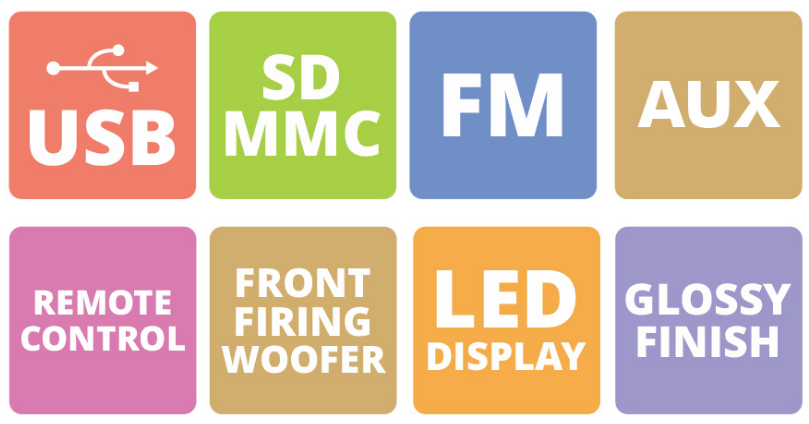 USB
SD
MMC
FM
AUX
REMOTE
CONTROL
FRONT
FIRING
WOOFER
LED
DISPLAY
GLOSSY
FINISH